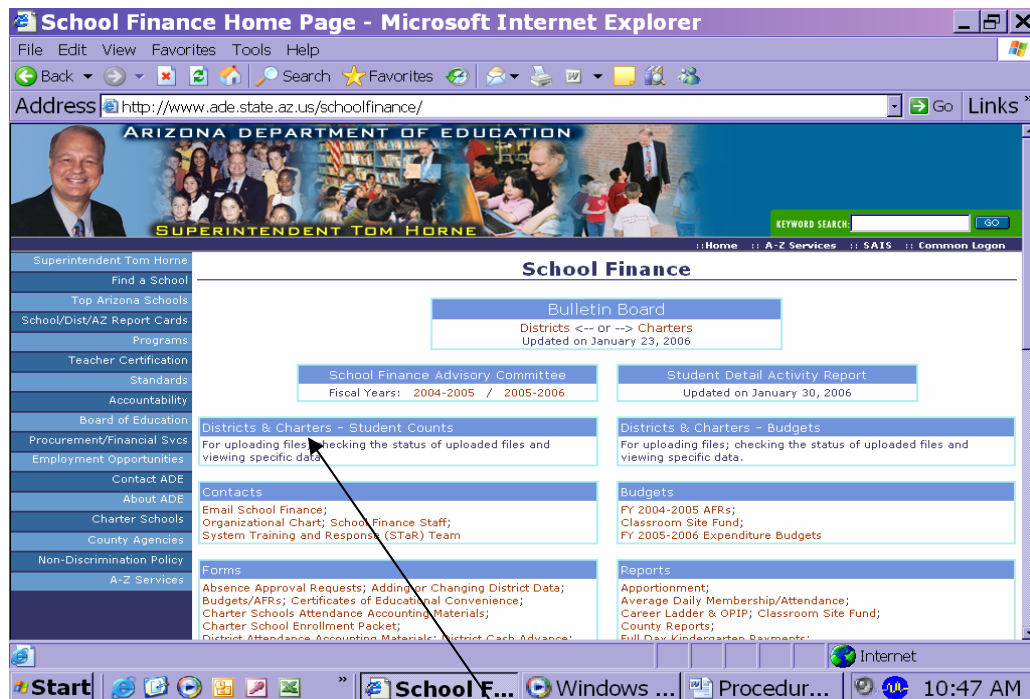 School Finance Home Page - Microsoft Internet Explorer
File Edit View Favorites Tools Help
Back Search Favorites
Address http://www.ade.state.az.us/schoolfinance/ Go Links »
ARIZONA DEPARTMENT OF EDUCATION
SUPERINTENDENT TOM HORNE
KEYWORD SEARCH: GO
::Home :: A-Z Services :: SAIS :: Common Logon
Superintendent Tom Horne
Find a School
Top Arizona Schools
School/Dist/AZ Report Cards
Programs
Teacher Certification
Standards
Accountability
Board of Education
Procurement/Financial Svcs
Employment Opportunities
Contact ADE
About ADE
Charter Schools
County Agencies
Non-Discrimination Policy
A-Z Services
School Finance
Bulletin Board
Districts <-- or --> Charters
Updated on January 23, 2006
School Finance Advisory Committee
Fiscal Years: 2004-2005 / 2005-2006
Student Detail Activity Report
Updated on January 30, 2006
Districts & Charters - Student Counts
For uploading files; checking the status of uploaded files and
viewing specific data.
Districts & Charters - Budgets
For uploading files; checking the status of uploaded files and
viewing specific data.
Contacts
Email School Finance;
Organizational Chart; School Finance Staff;
System Training and Response (STaR) Team
Budgets
FY 2004-2005 AFRs;
Classroom Site Fund;
FY 2005-2006 Expenditure Budgets
Forms
Absence Approval Requests; Adding or Changing District Data;
Budgets/AFRs; Certificates of Educational Convenience;
Charter Schools Attendance Accounting Materials;
Charter School Enrollment Packet;
District Attendance Accounting Materials; District Cash Advance;
Reports
Apportionment;
Average Daily Membership/Attendance;
Career Ladder & OPIP; Classroom Site Fund;
County Reports;
Full Day Kindergarten Payments;
Internet
Start » School F... Windows ... Procedur... 10:47 AM